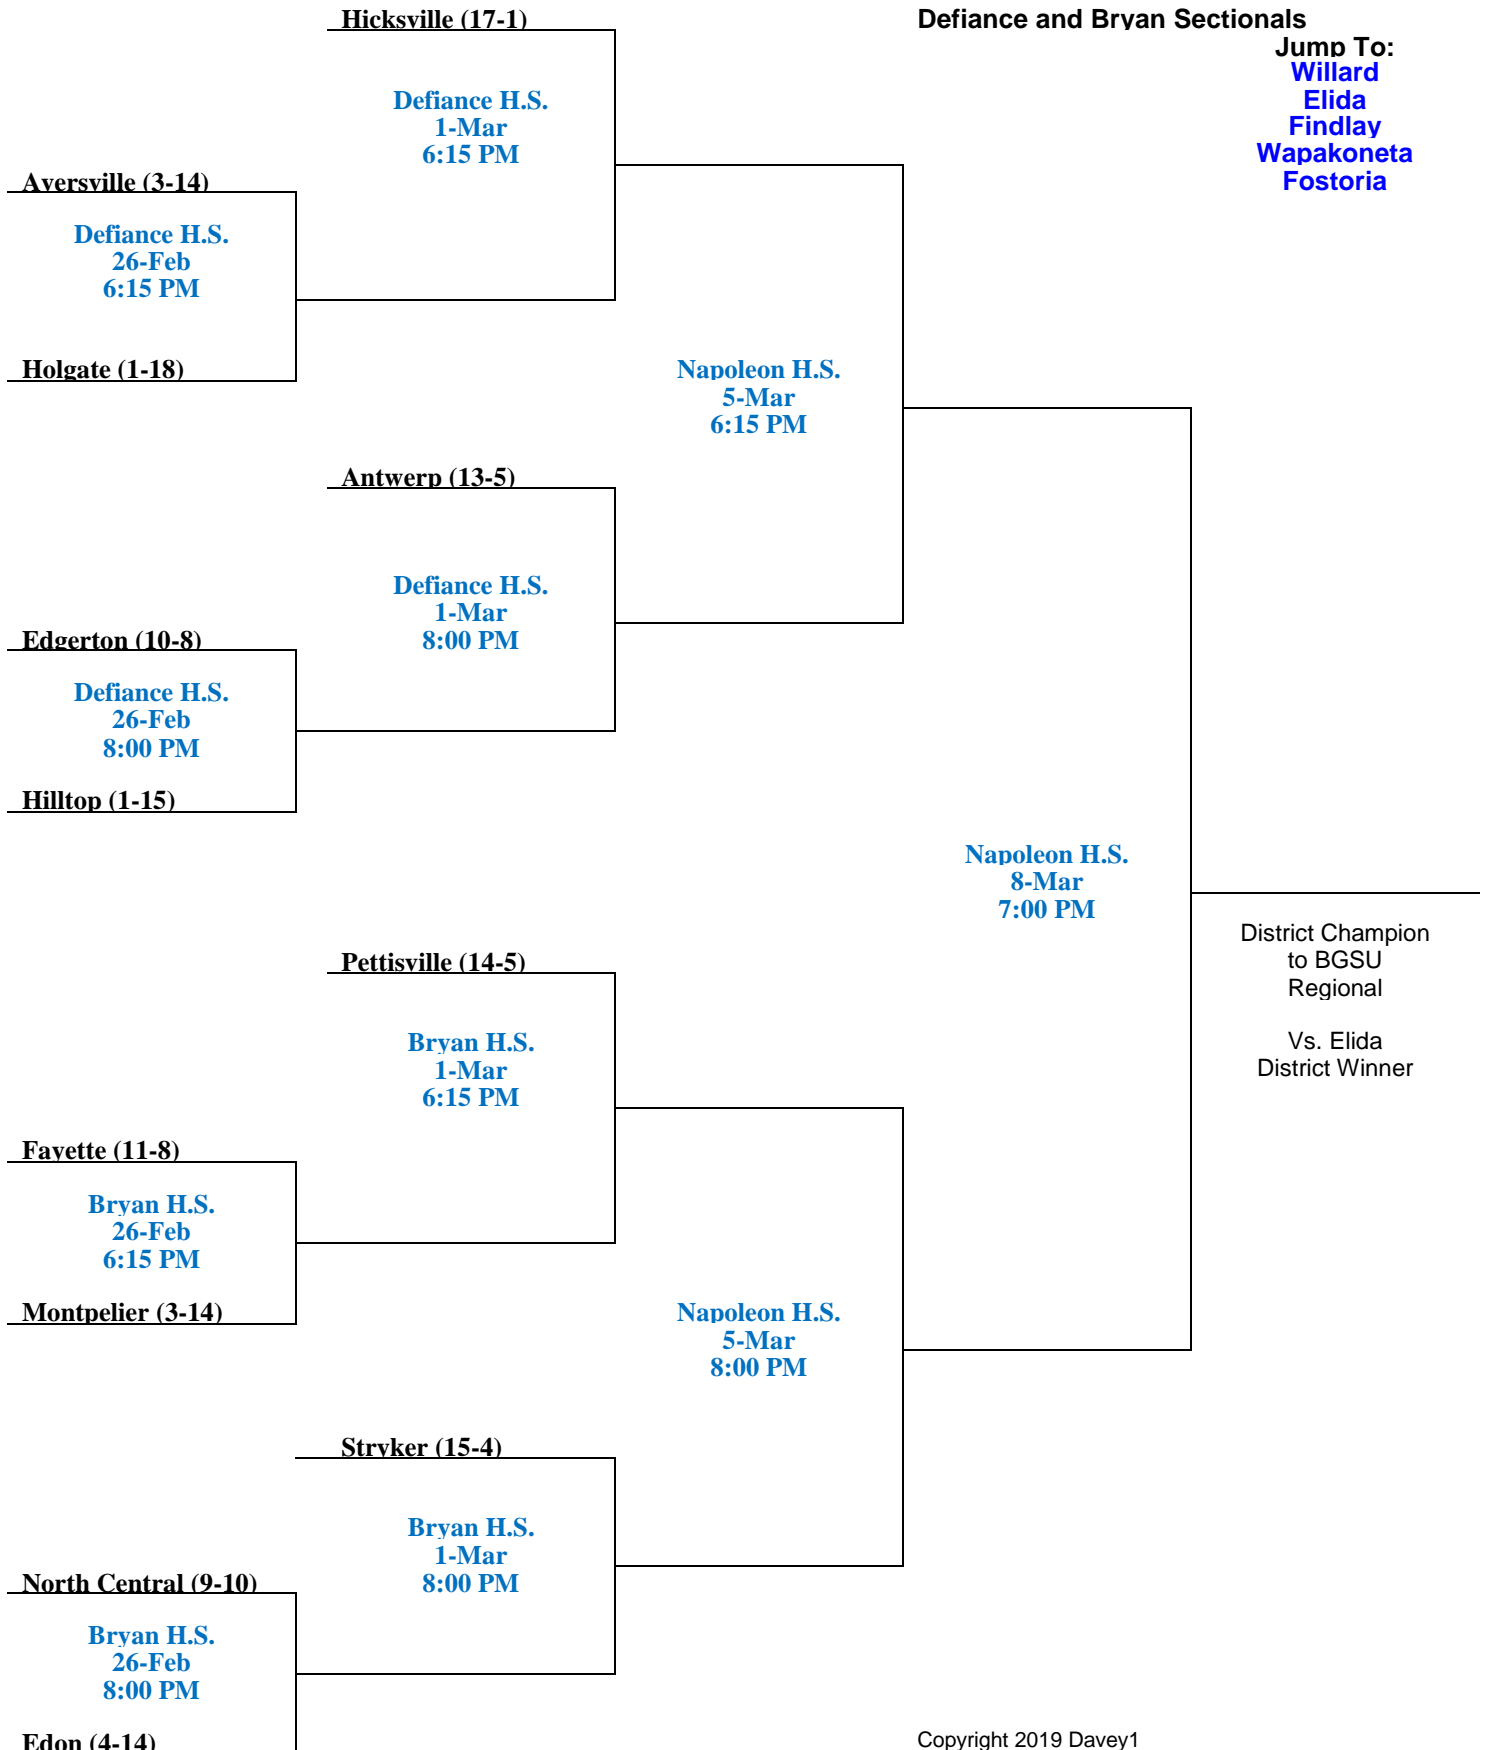 Hicksville (17-1)
Defiance and Bryan Sectionals
Jump To:
Willard
Elida
Findlay
Wapakoneta
Fostoria
Defiance H.S.
1-Mar
6:15 PM
Ayersville (3-14)
Defiance H.S.
26-Feb
6:15 PM
Holgate (1-18)
Napoleon H.S.
5-Mar
6:15 PM
Antwerp (13-5)
Defiance H.S.
1-Mar
8:00 PM
Edgerton (10-8)
Defiance H.S.
26-Feb
8:00 PM
Hilltop (1-15)
Napoleon H.S.
8-Mar
7:00 PM
District Champion
to BGSU
Regional
Vs. Elida
District Winner
Pettisville (14-5)
Bryan H.S.
1-Mar
6:15 PM
Fayette (11-8)
Bryan H.S.
26-Feb
6:15 PM
Montpelier (3-14)
Napoleon H.S.
5-Mar
8:00 PM
Stryker (15-4)
Bryan H.S.
1-Mar
8:00 PM
North Central (9-10)
Bryan H.S.
26-Feb
8:00 PM
Edon (4-14)
Copyright 2019 Davey1